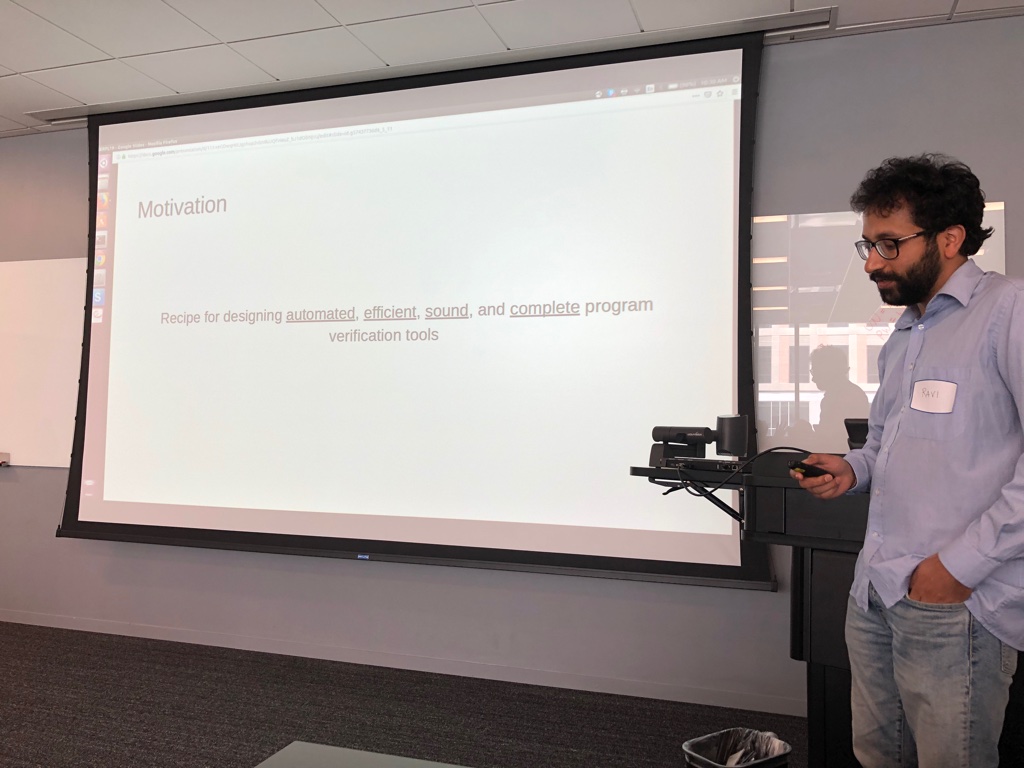 Motivation
Recipe for designing automated, efficient, sound, and complete program
verification tools
RAVI